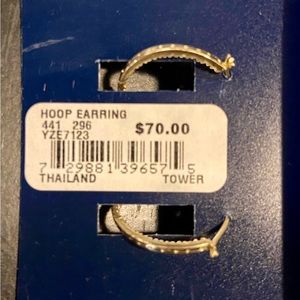 HOOP EARRING
441 296 $70.00
YZE7123
7 29881 39657 5
THAILAND TOWER